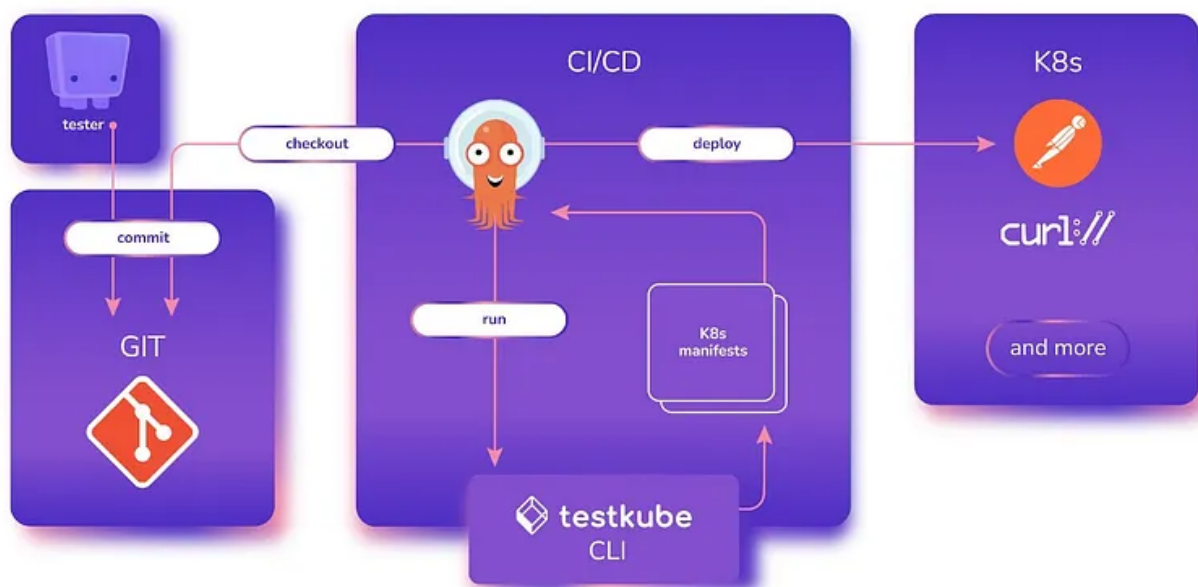 tester
checkout
commit
GIT
CI/CD
deploy
run
K8s
manifests
testkube
CLI
K8s
curl://
and more